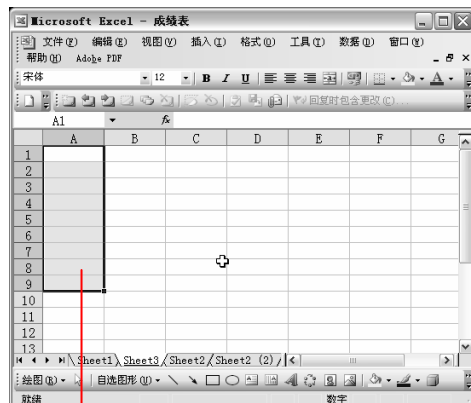 Microsoft Excel - 成绩表
文件(F) 编辑(E) 视图(V) 插入(I) 格式(O) 工具(T) 数据(D) 窗口(W)
帮助(H) Adobe PDF
宋体 12 B I U A
回复时包含更改(C)...
A1 fx
A B C D E F G
1
2
3
4
5
6
7
8
9
10
11
12
13
Sheet1 Sheet3 Sheet2 Sheet2 (2)
绘图(R) 自选图形(U) A
就绪 数字